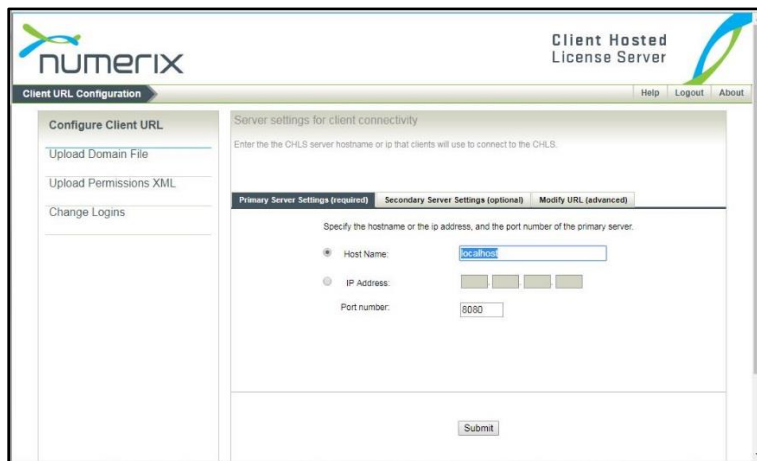 numerix
Client Hosted
License Server
Client URL Configuration
Help Logout About
Configure Client URL
Upload Domain File
Upload Permissions XML
Change Logins
Server settings for client connectivity
Enter the the CHLS server hostname or ip that clients will use to connect to the CHLS.
Primary Server Settings (required) Secondary Server Settings (optional) Modify URL (advanced)
Specify the hostname or the ip address, and the port number of the primary server.
Host Name: localhost
IP Address:
Port number: 8080
Submit